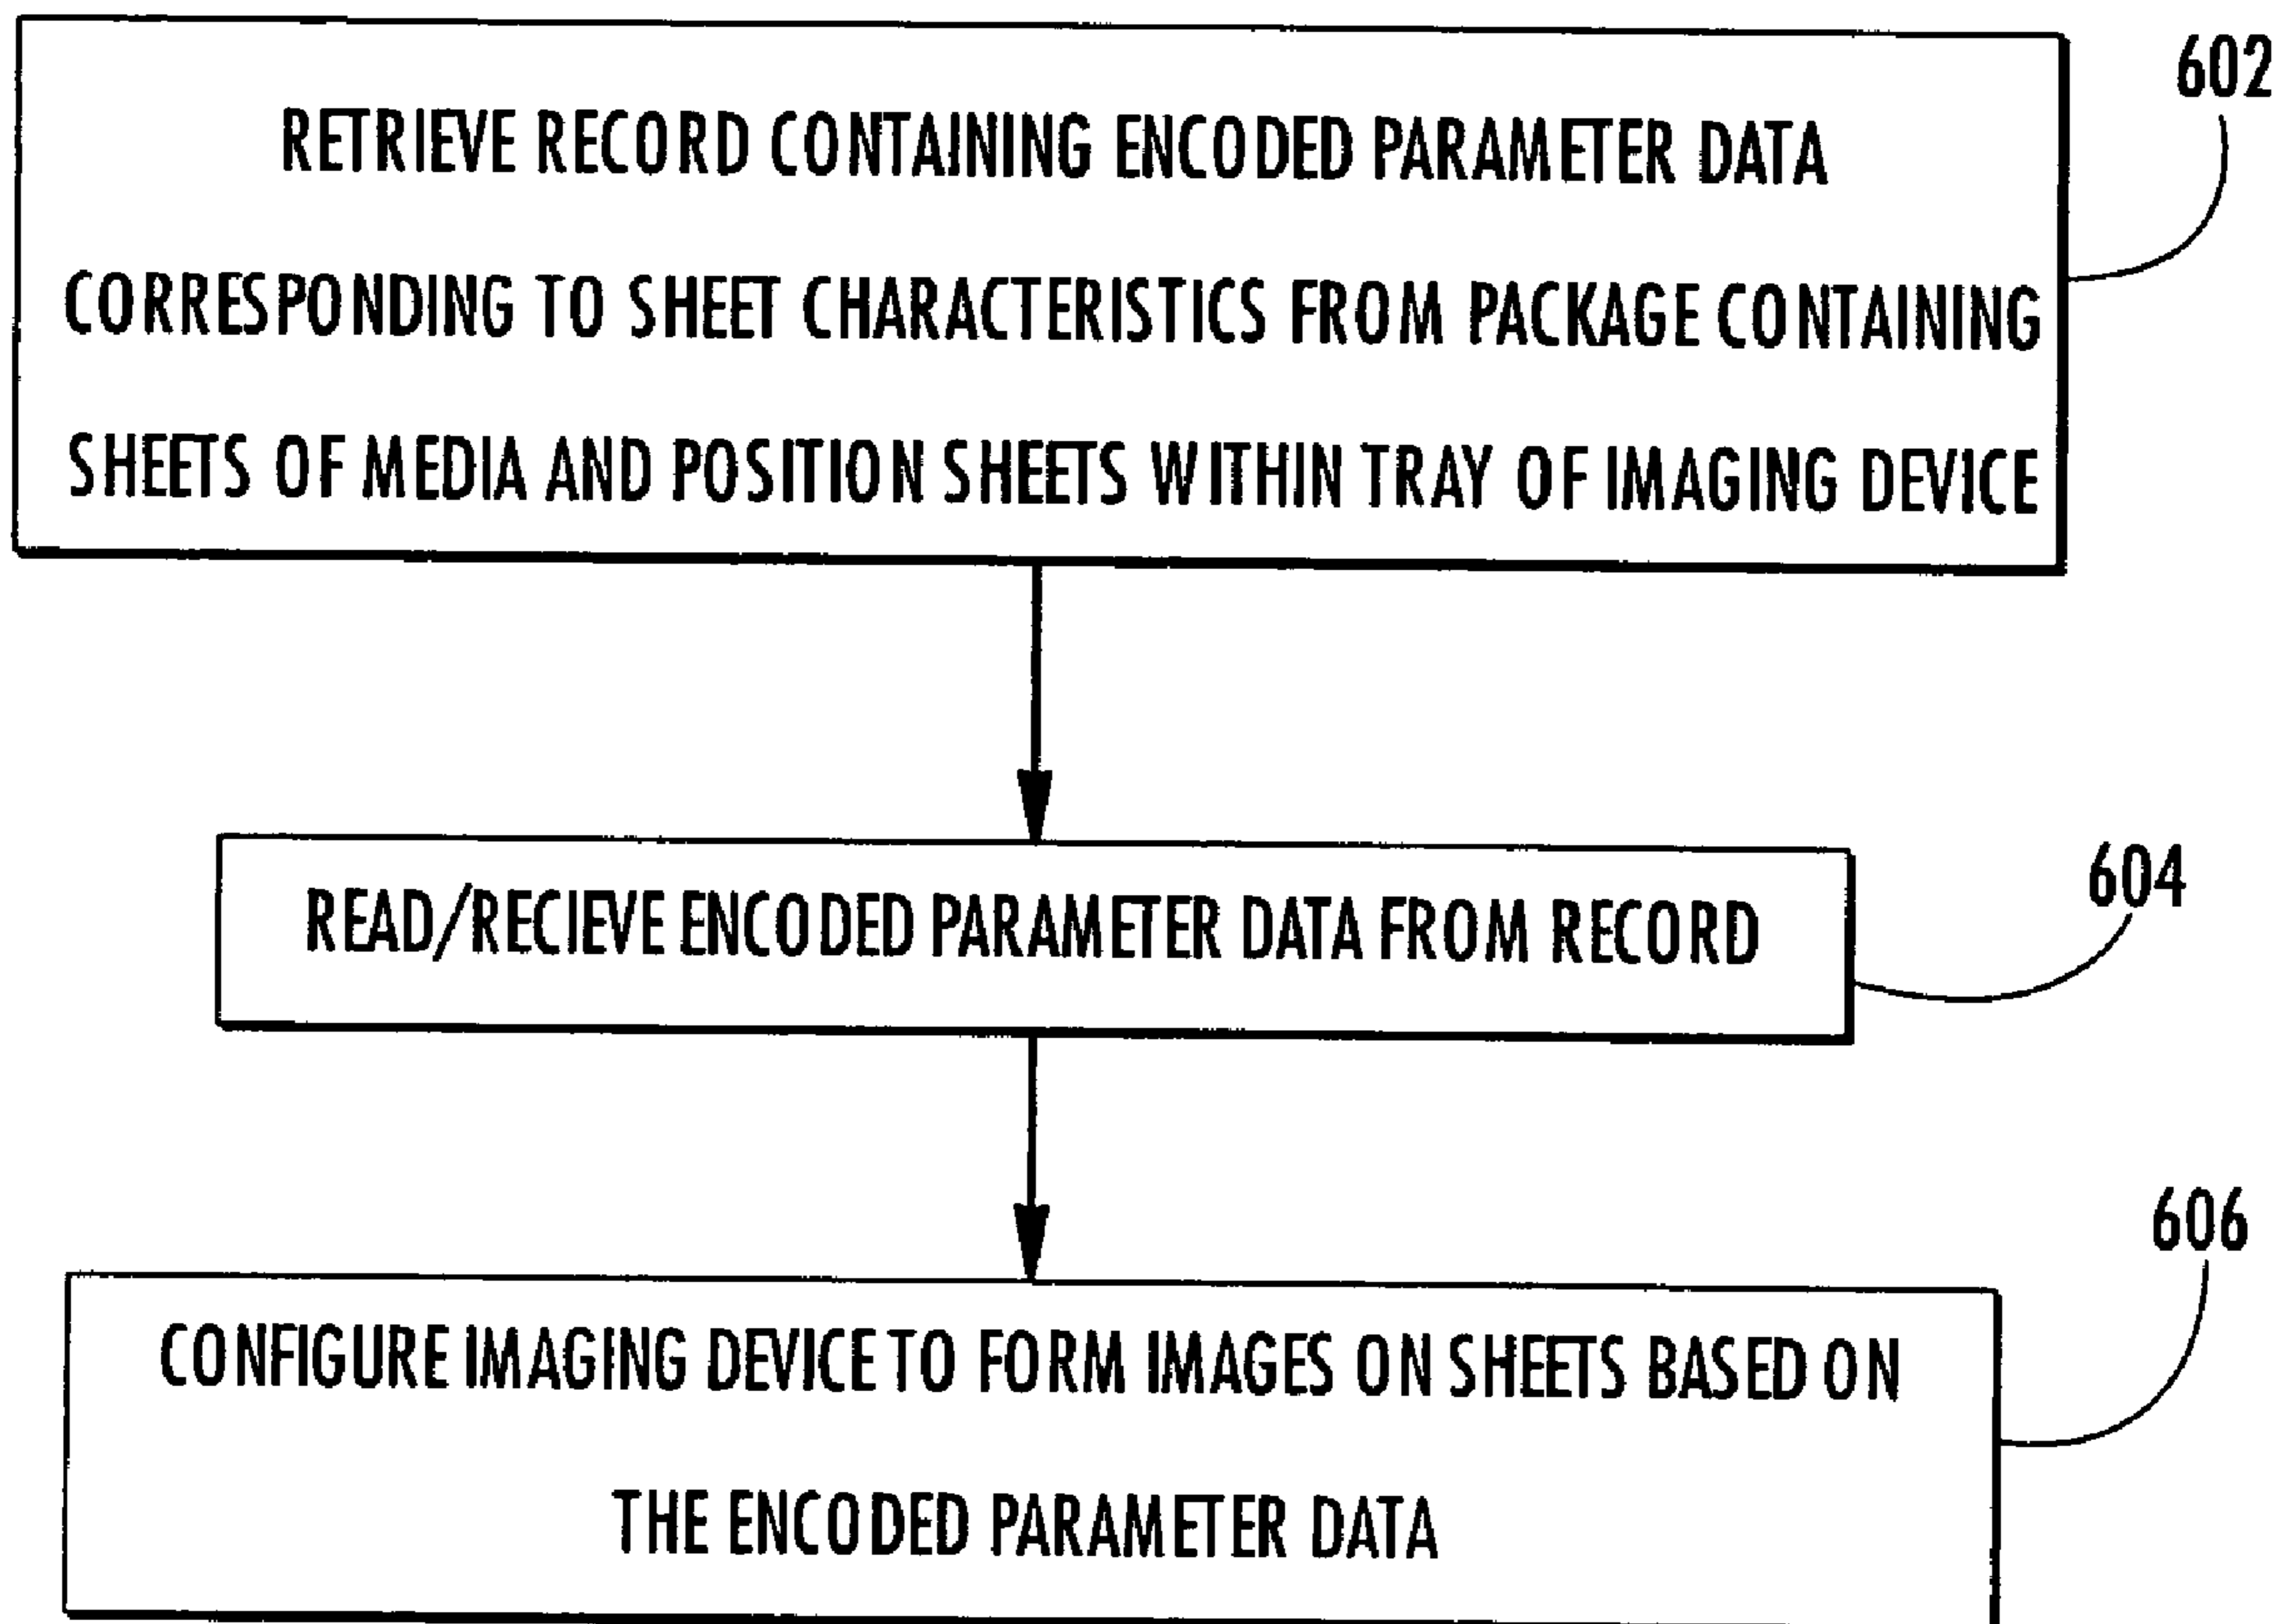 602
RETRIEVE RECORD CONTAINING ENCODED PARAMETER DATA
CORRESPONDING TO SHEET CHARACTERISTICS FROM PACKAGE CONTAINING
SHEETS OF MEDIA AND POSITION SHEETS WITHIN TRAY OF IMAGING DEVICE
604
READ/RECIEVE ENCODED PARAMETER DATA FROM RECORD
606
CONFIGURE IMAGING DEVICE TO FORM IMAGES ON SHEETS BASED ON
THE ENCODED PARAMETER DATA